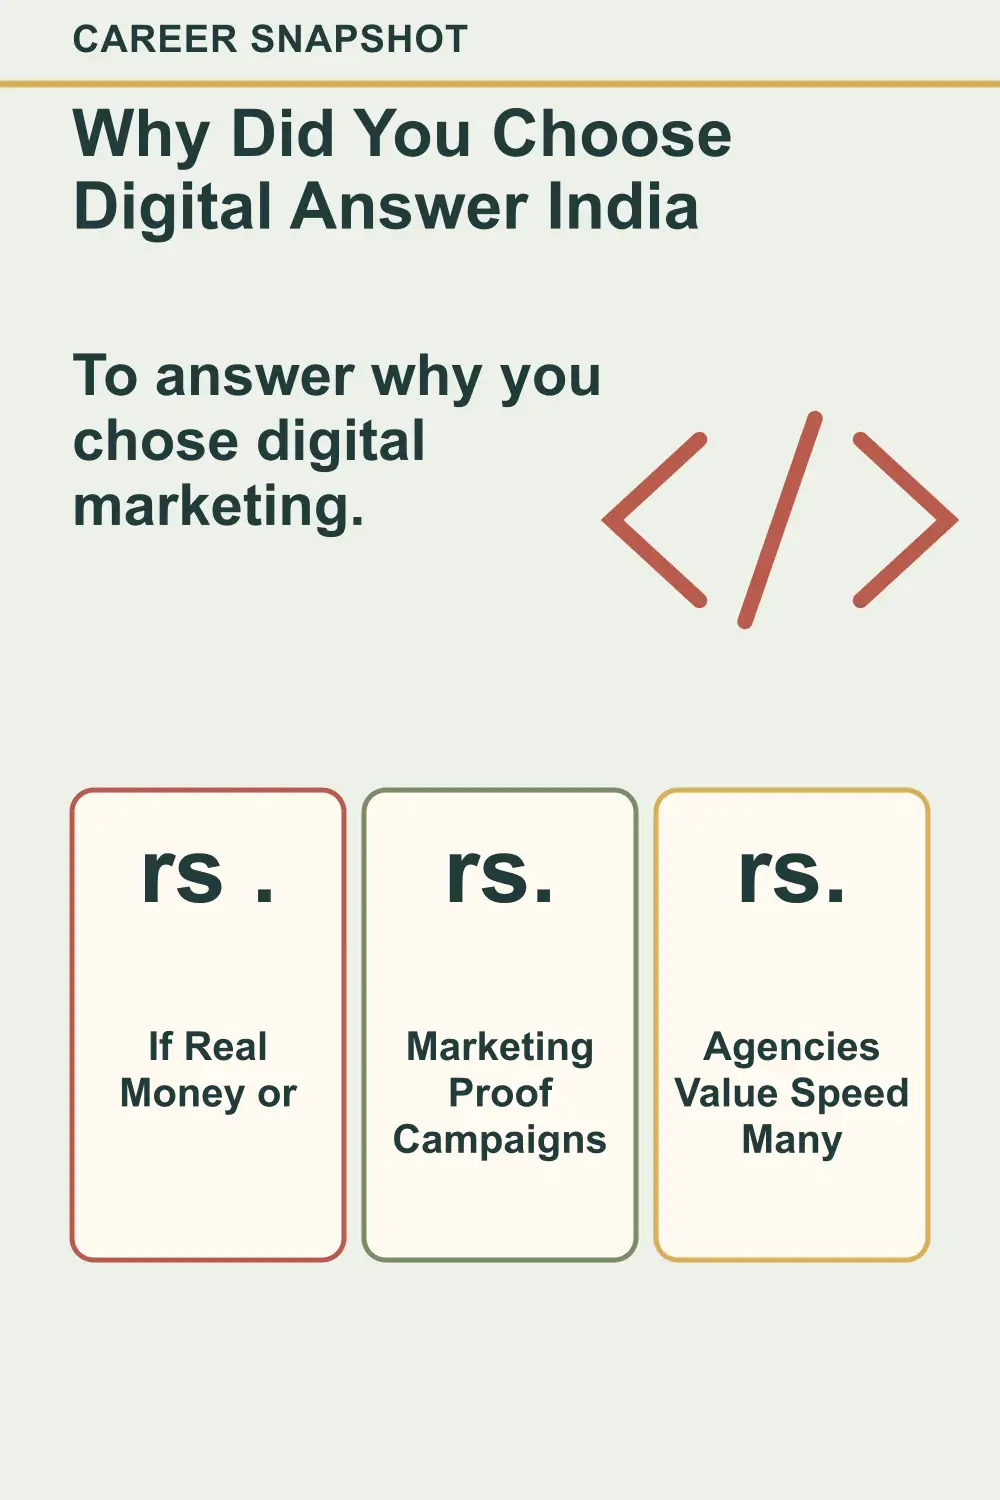 CAREER SNAPSHOT
Why Did You Choose
Digital Answer India
To answer why you
chose digital
marketing.
</>
rs .
If Real
Money or
rs.
Marketing
Proof
Campaigns
rs.
Agencies
Value Speed
Many